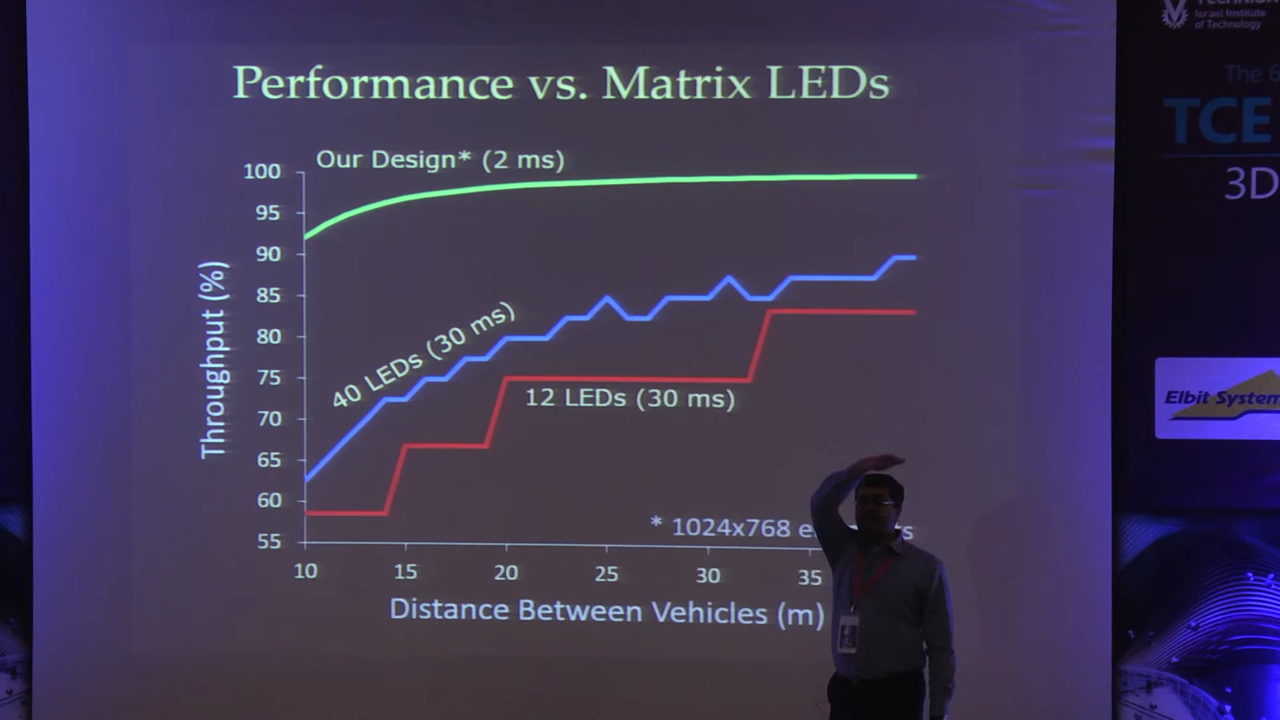 Performance vs. Matrix LEDs
Our Design* (2 ms)
100
95
90
85
80
75
70
65
60
55
Throughput (%)
40 LEDs (30 ms)
12 LEDs (30 ms)
* 1024x768
10 15 20 25 30 35
Distance Between Vehicles (m)
Israel Institute
of Technology
The
TCE
3D
Elbit System